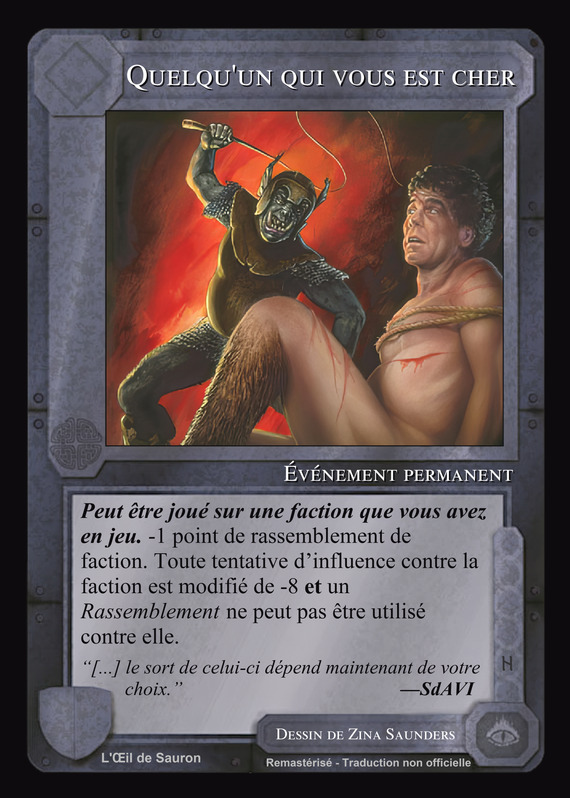 Quelqu'un qui vous est cher
Événement permanent
Peut être joué sur une faction que vous avez
en jeu. -1 point de rassemblement de
faction. Toute tentative d'influence contre la
faction est modifié de -8 et un
Rassemblement ne peut pas être utilisé
contre elle.
“[...] le sort de celui-ci dépend maintenant de votre
choix.” —SdAVI
Dessin de Zina Saunders
L'Œil de Sauron
Remastérisé - Traduction non officielle